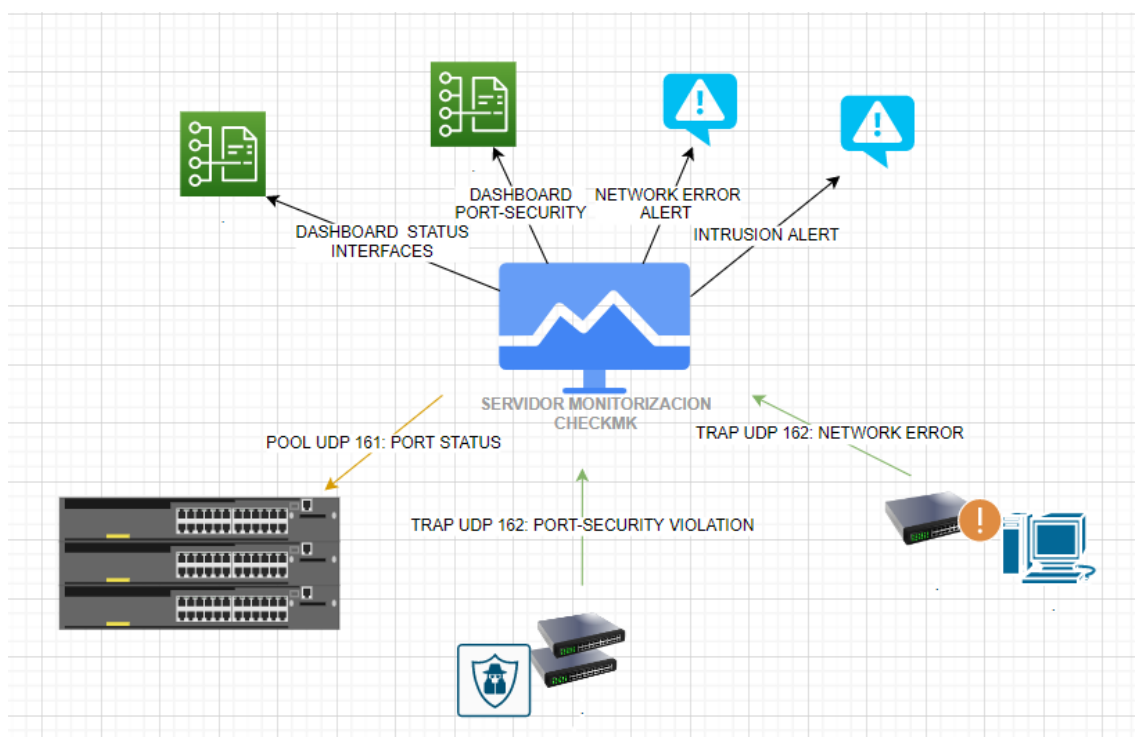 DASHBOARD
PORT-SECURITY
NETWORK ERROR
ALERT
DASHBOARD STATUS
INTERFACES
INTRUSION ALERT
SERVIDOR MONITORIZACION
CHECKMK
POOL UDP 161: PORT STATUS
TRAP UDP 162: NETWORK ERROR
TRAP UDP 162: PORT-SECURITY VIOLATION